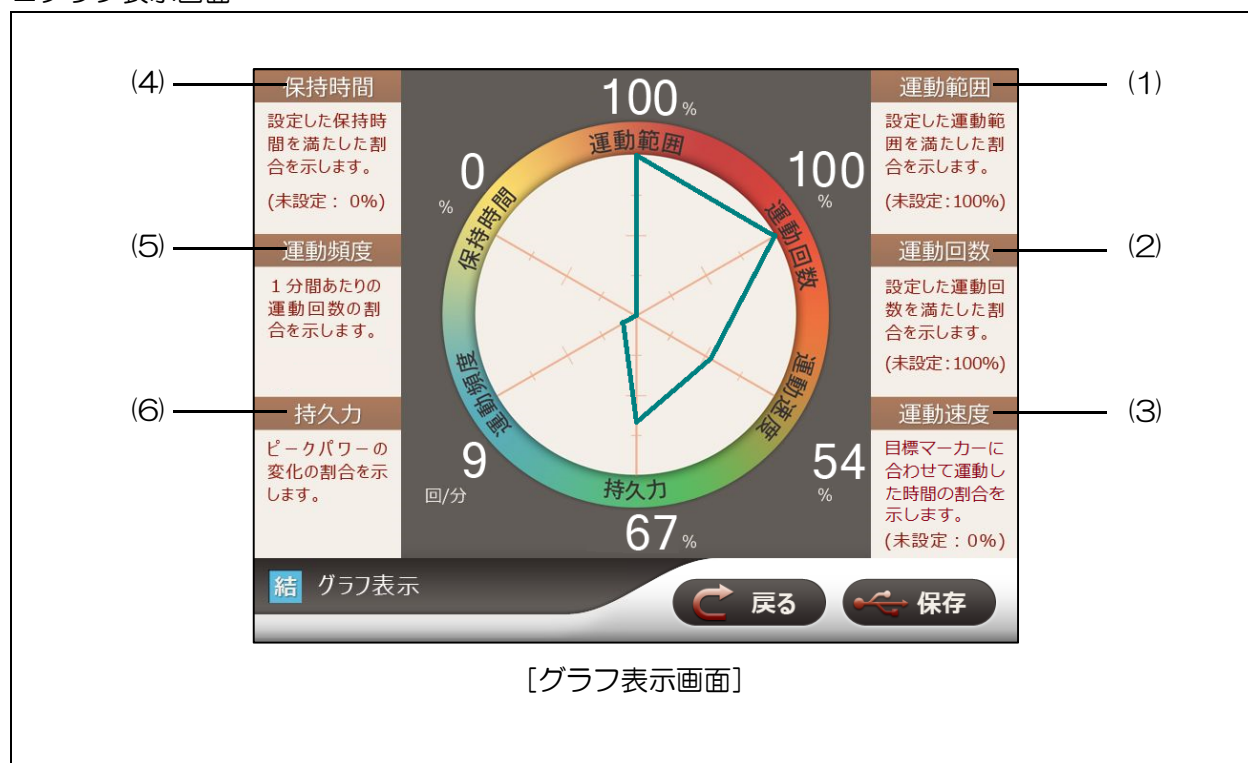 ■グラフ表示画面
(4)
保持時間
設定した保持時
間を満たした割
合を示します。
(未設定： 0%)
(5)
運動頻度
１分間あたりの
運動回数の割
合を示します。
(6)
持久力
ピークパワーの
変化の割合を示
します。
100%
運動範囲
100
%
運動回数
54
%
運動速度
67%
持久力
9
回/分
運動頻度
0
%
保持時間
(1)
運動範囲
設定した運動範
囲を満たした割
合を示します。
(未設定:100%)
(2)
運動回数
設定した運動回
数を満たした割
合を示します。
(未設定:100%)
(3)
運動速度
目標マーカーに
合わせて運動し
た時間の割合を
示します。
(未設定：0%)
結 グラフ表示
戻る
保存
[グラフ表示画面]